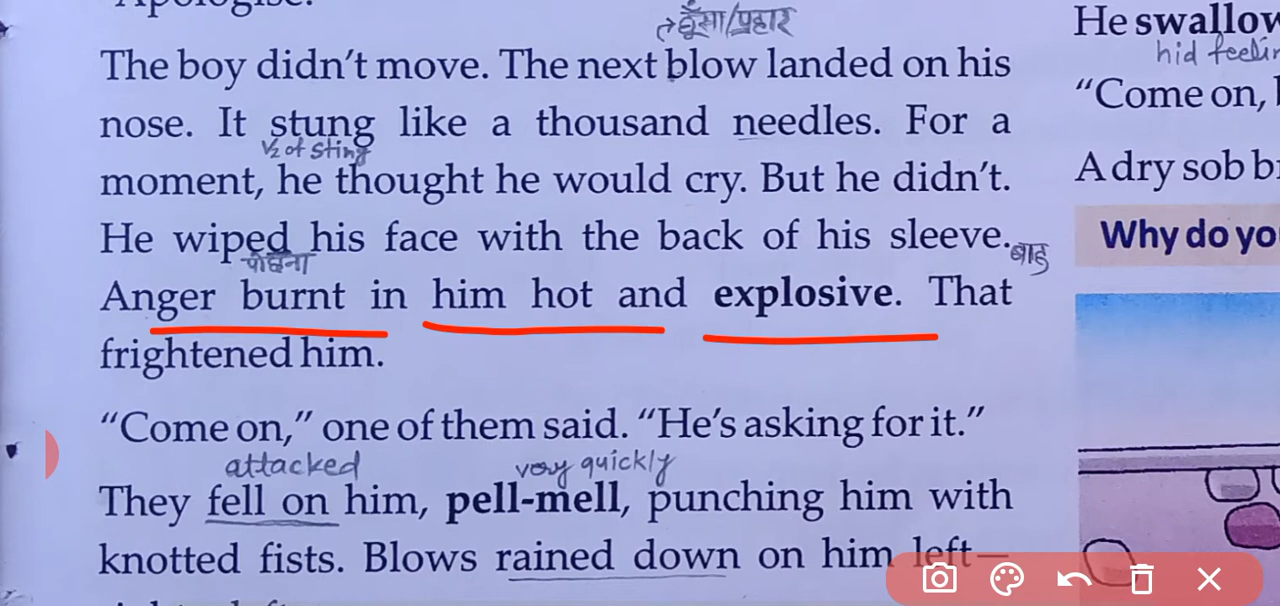 Apologise.
→घूँसा/प्रहार
The boy didn’t move. The next blow landed on his
nose. It stung like a thousand needles. For a
V2 of sting
moment, he thought he would cry. But he didn’t.
He wiped his face with the back of his sleeve.
पोछना
बाहु
Anger burnt in him hot and explosive. That
frightened him.
“Come on,” one of them said. “He’s asking for it.”
attacked very quickly
They fell on him, pell-mell, punching him with
knotted fists. Blows rained down on him left—
He swallow
hid feelin
“Come on,
A dry sob
Why do yo